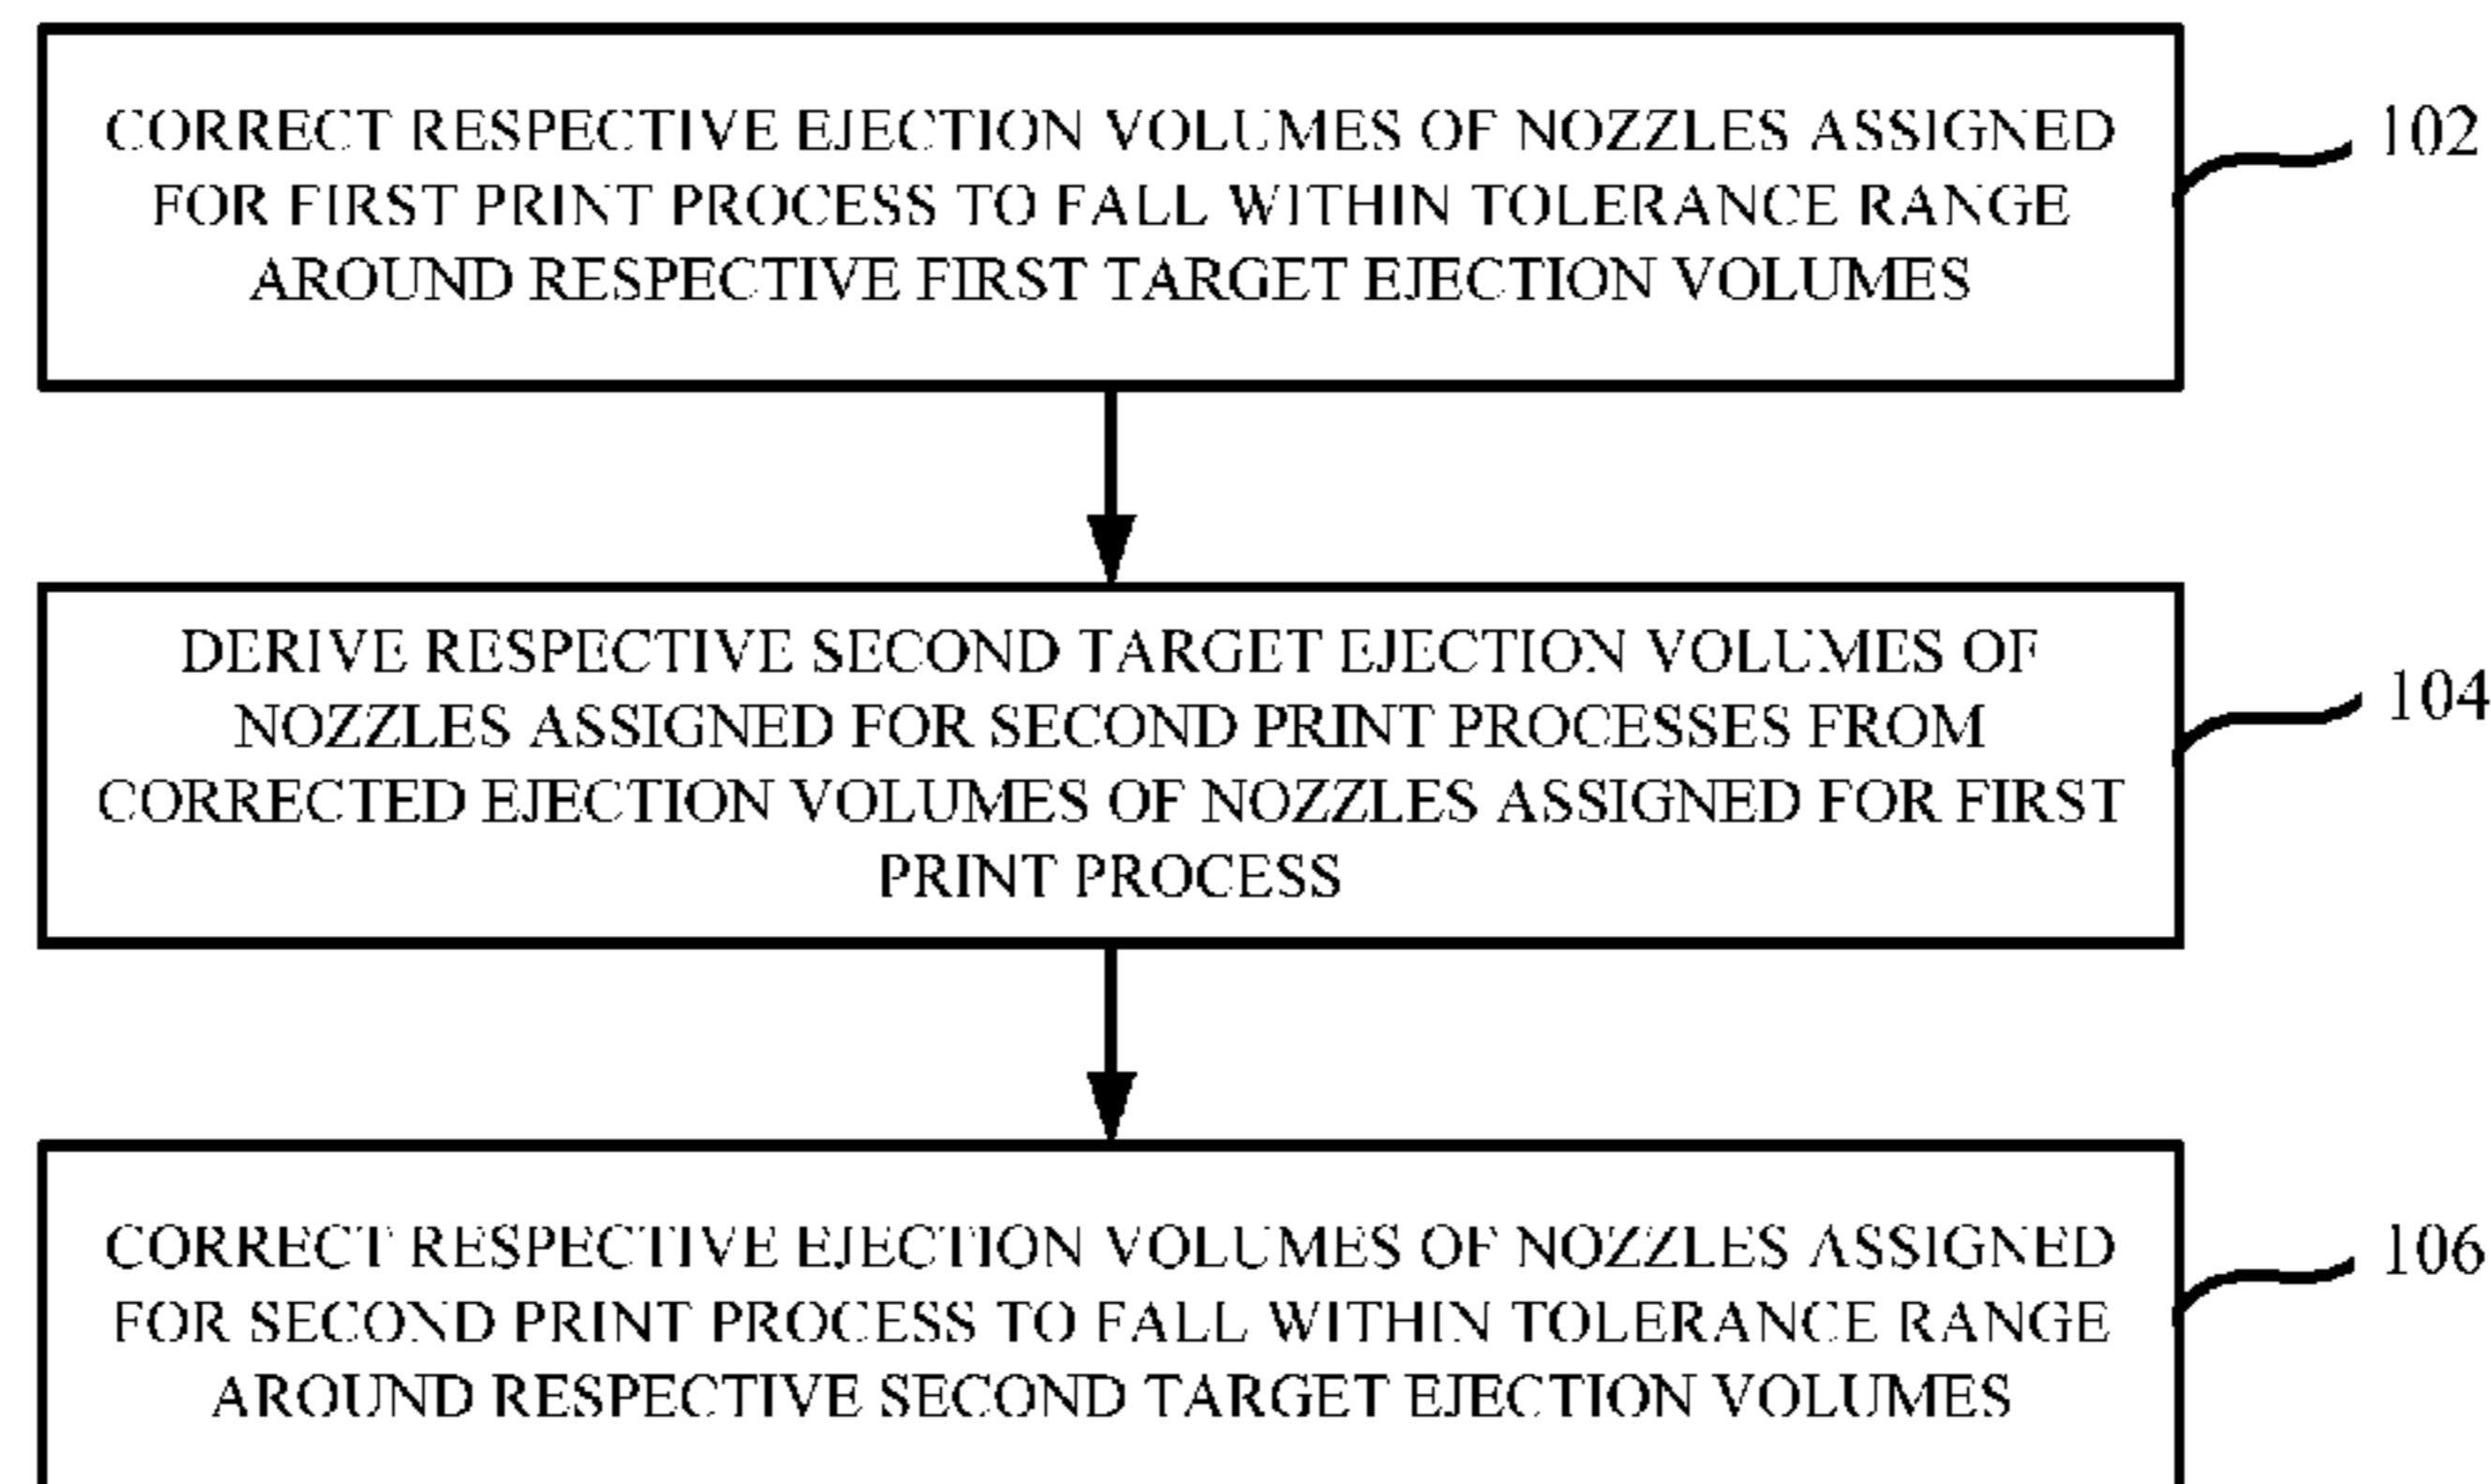 CORRECT RESPECTIVE EJECTION VOLUMES OF NOZZLES ASSIGNED
FOR FIRST PRINT PROCESS TO FALL WITHIN TOLERANCE RANGE
AROUND RESPECTIVE FIRST TARGET EJECTION VOLUMES
102
DERIVE RESPECTIVE SECOND TARGET EJECTION VOLUMES OF
NOZZLES ASSIGNED FOR SECOND PRINT PROCESSES FROM
CORRECTED EJECTION VOLUMES OF NOZZLES ASSIGNED FOR FIRST
PRINT PROCESS
104
CORRECT RESPECTIVE EJECTION VOLUMES OF NOZZLES ASSIGNED
FOR SECOND PRINT PROCESS TO FALL WITHIN TOLERANCE RANGE
AROUND RESPECTIVE SECOND TARGET EJECTION VOLUMES
106